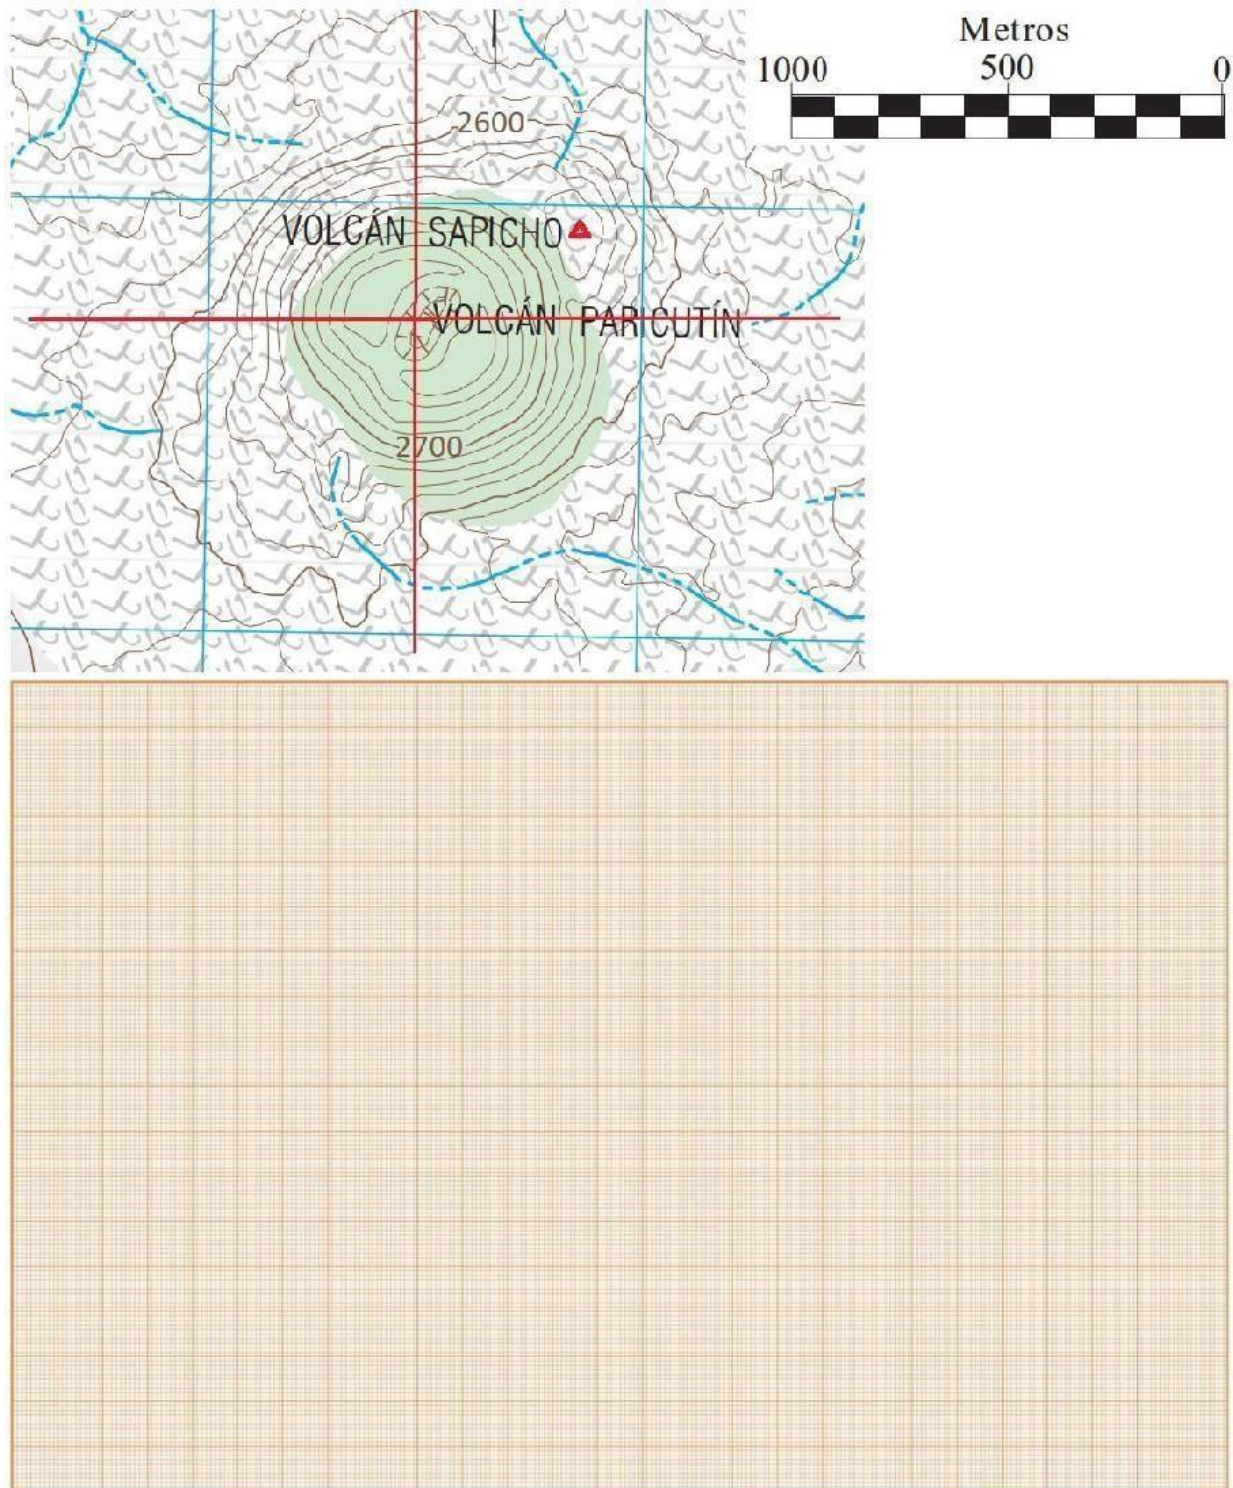 Metros
1000 500 0
2600
VOLCÁN SAPICHO
VOLCÁN PARICUTÍN
2700